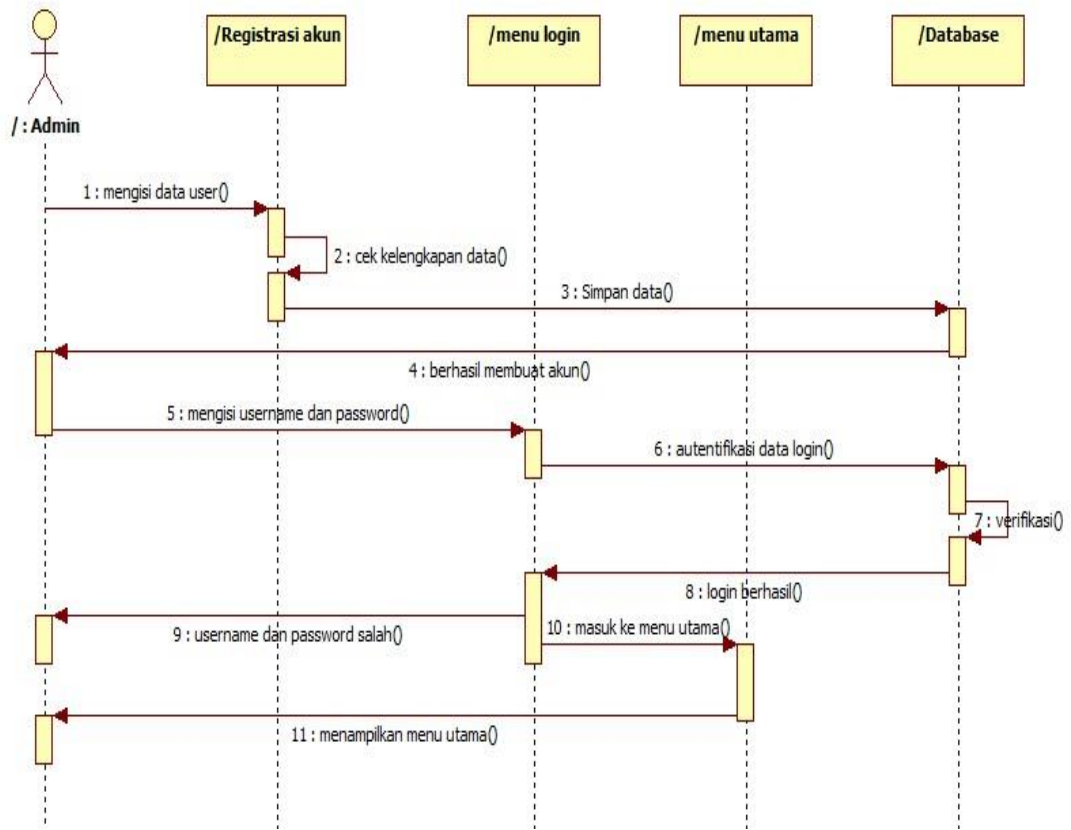 /Registrasi akun
/menu login
/menu utama
/Database
/ : Admin
1 : mengisi data user()
2 : cek kelengkapan data()
3 : Simpan data()
4 : berhasil membuat akun()
5 : mengisi username dan password()
6 : autentifikasi data login()
7 : verifikasi()
8 : login berhasil()
9 : username dan password salah()
10 : masuk ke menu utama()
11 : menampilkan menu utama()